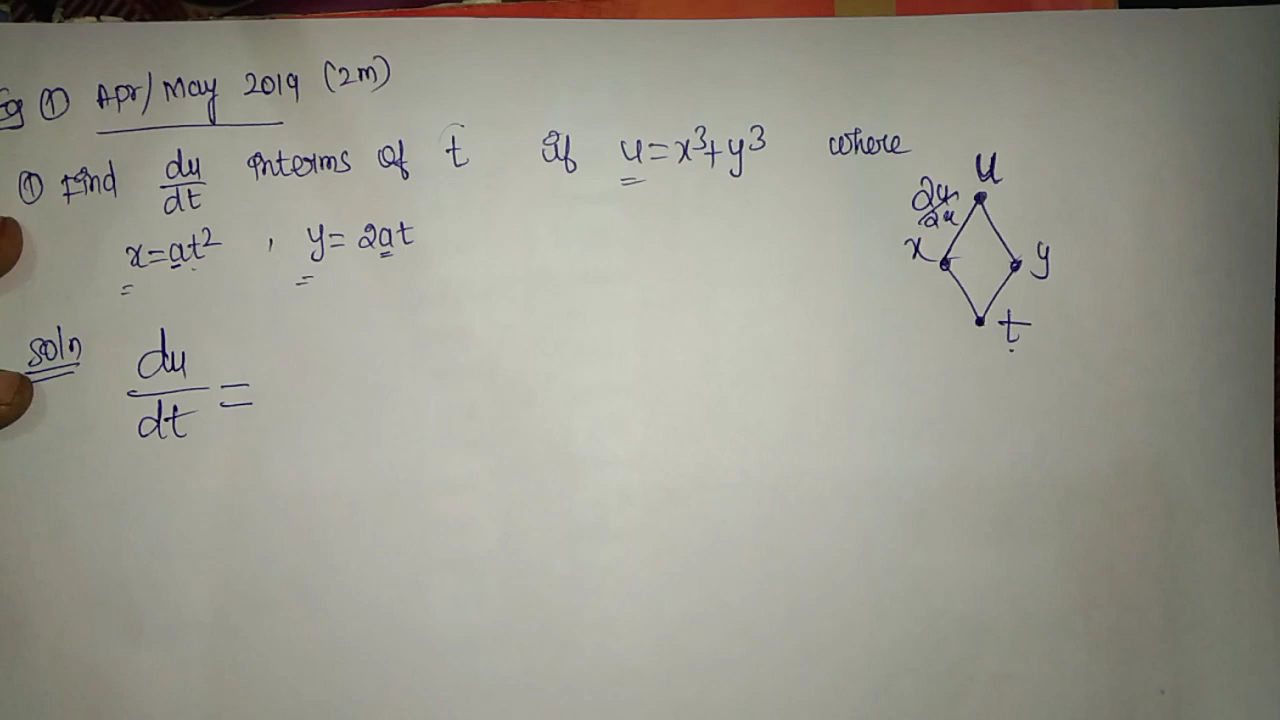 Eg ① Apr/May 2019 (2m)
① Find du/dt interms of t if u=x³+y³ where
x=at² , y=2at
u
∂u/∂x
x
y
t
Soln
du/dt =